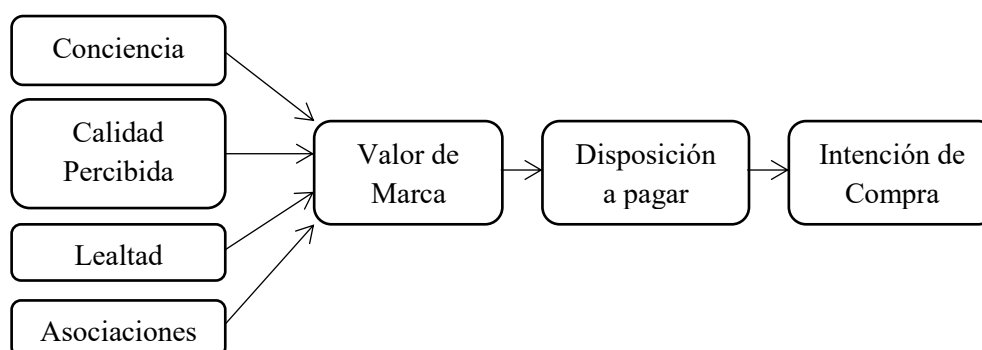 Conciencia
Calidad
Percibida
Lealtad
Asociaciones
Valor de
Marca
Disposición
a pagar
Intención de
Compra